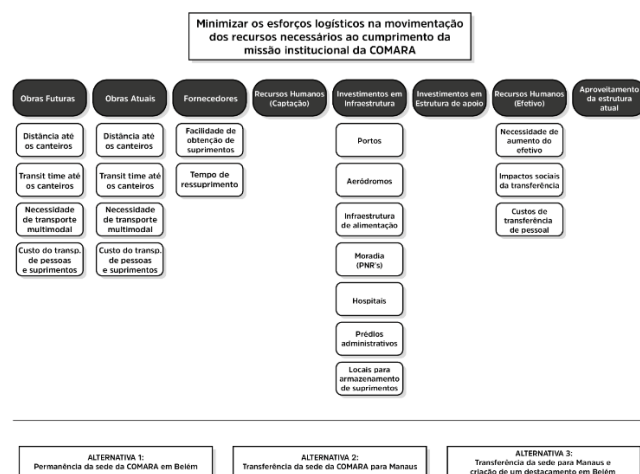 Minimizar os esforços logísticos na movimentação
dos recursos necessários ao cumprimento da
missão institucional da COMARA
Obras Futuras
Obras Atuais
Fornecedores
Recursos Humanos
(Captação)
Investimentos em
Infraestrutura
Investimentos em
Estrutura de apoio
Recursos Humanos
(Efetivo)
Aproveitamento
da estrutura
atual
Distância até
os canteiros
Transit time até
os canteiros
Necessidade
de transporte
multimodal
Custo do transp.
de pessoas
e suprimentos
Distância até
os canteiros
Transit time até
os canteiros
Necessidade
de transporte
multimodal
Custo do transp.
de pessoas
e suprimentos
Facilidade de
obtenção de
suprimentos
Tempo de
ressuprimento
Portos
Aeródromos
Infraestrutura
de alimentação
Moradia
(PNR's)
Hospitais
Prédios
administrativos
Locais para
armazenamento
de suprimentos
Necessidade
de aumento
do efetivo
Impactos sociais
da transferência
Custos de
transferência
de pessoal
ALTERNATIVA 1:
Permanência da sede da COMARA em Belém
ALTERNATIVA 2:
Transferência da sede da COMARA para Manaus
ALTERNATIVA 3:
Transferência da sede para Manaus e
criação de um destacamento em Belém